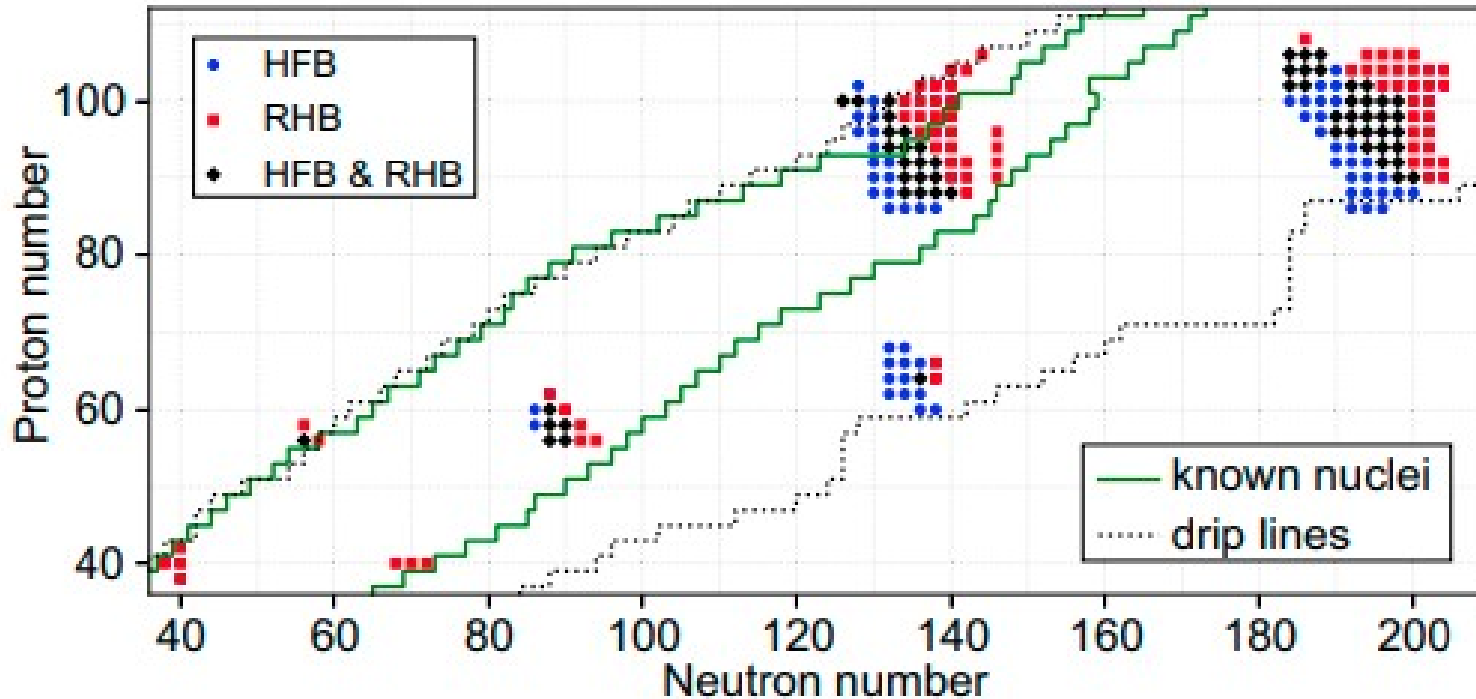 HFB
RHB
HFB & RHB
100
80
60
40
Proton number
known nuclei
drip lines
40 60 80 100 120 140 160 180 200
Neutron number